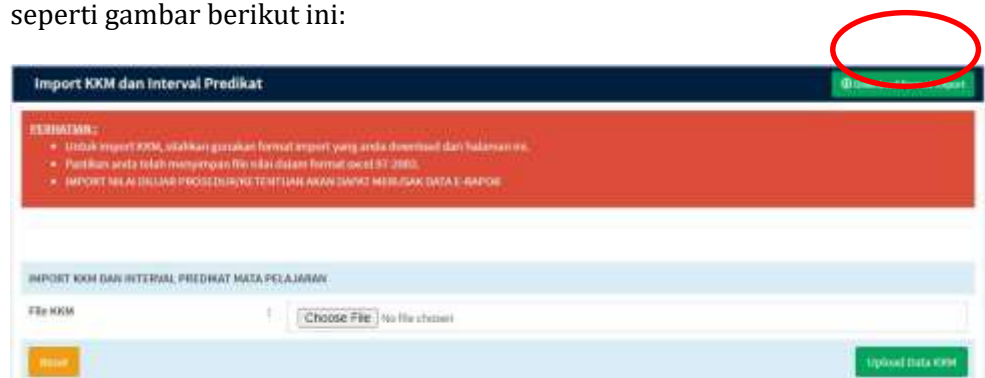 seperti gambar berikut ini:
Import KKM dan Interval Predikat
PERHATIAN :
Untuk import KKM, silahkan gunakan format import yang anda download dari halaman ini.
Pastikan anda telah menyimpan file nilai dalam format excel 97 2003.
IMPORT NILAI DILUAR PROSEDUR/KETENTUAN AKAN DAPAT MERUSAK DATA E-RAPOR
IMPORT KKM DAN INTERVAL PREDIKAT MATA PELAJARAN
File KKM : Choose File No file chosen
Reset Upload Data KKM